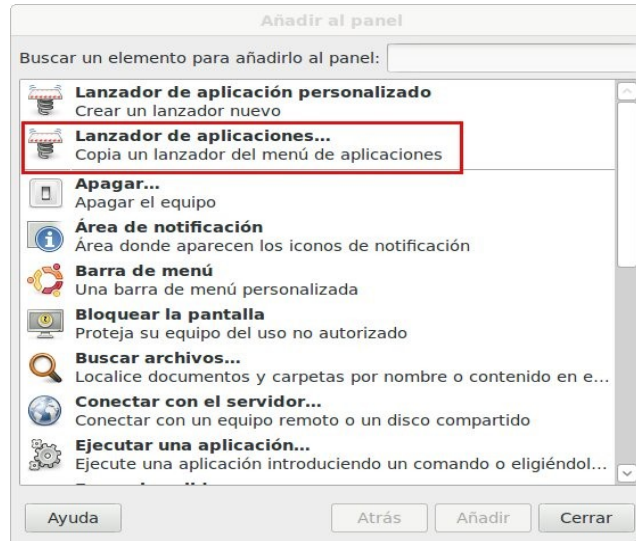 Añadir al panel
Buscar un elemento para añadirlo al panel:
Lanzador de aplicación personalizado
Crear un lanzador nuevo
Lanzador de aplicaciones...
Copia un lanzador del menú de aplicaciones
Apagar...
Apagar el equipo
Área de notificación
Área donde aparecen los iconos de notificación
Barra de menú
Una barra de menú personalizada
Bloquear la pantalla
Proteja su equipo del uso no autorizado
Buscar archivos...
Localice documentos y carpetas por nombre o contenido en e...
Conectar con el servidor...
Conectar con un equipo remoto o un disco compartido
Ejecutar una aplicación...
Ejecute una aplicación introduciendo un comando o eligiéndol...
Ayuda Atrás Añadir Cerrar